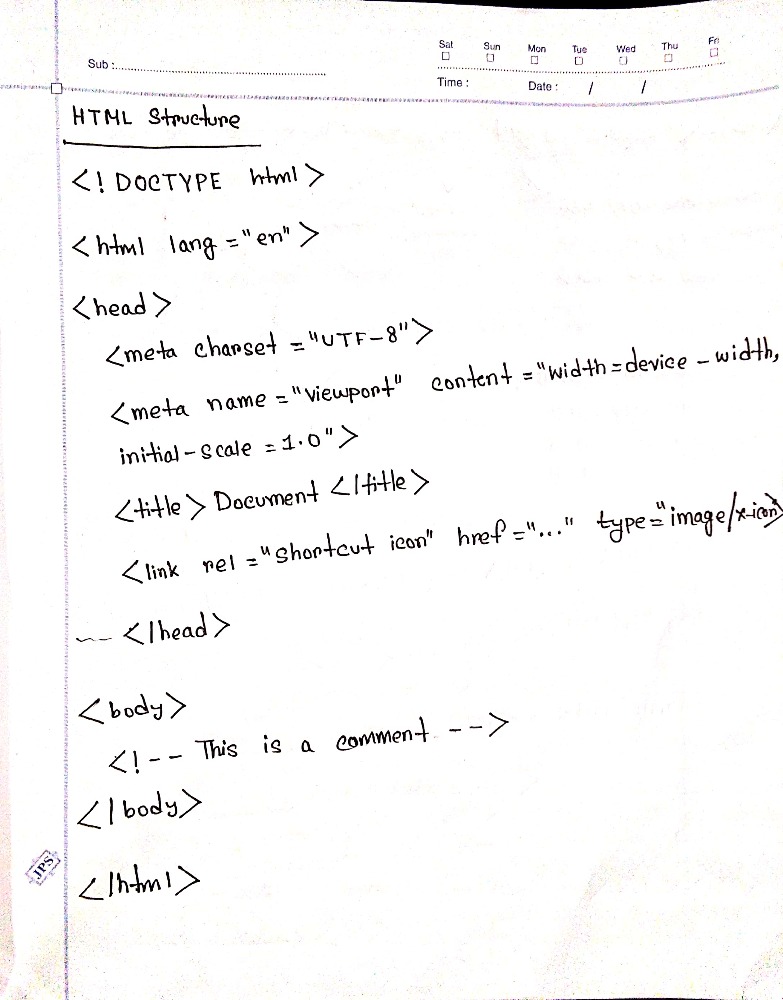 Sat Sun Mon Tue Wed Thu Fri
Sub :
Time : Date : / /
HTML Structure
<! DOCTYPE html>
<html lang ="en">
<head>
<meta charset ="UTF-8">
<meta name ="viewport" content ="width=device-width,
initial-scale =1.0">
<title> Document </title>
<link rel ="shortcut icon" href ="..." type="image/x-icon>
</head>
<body>
<!-- This is a comment -->
</body>
JPS
</html>